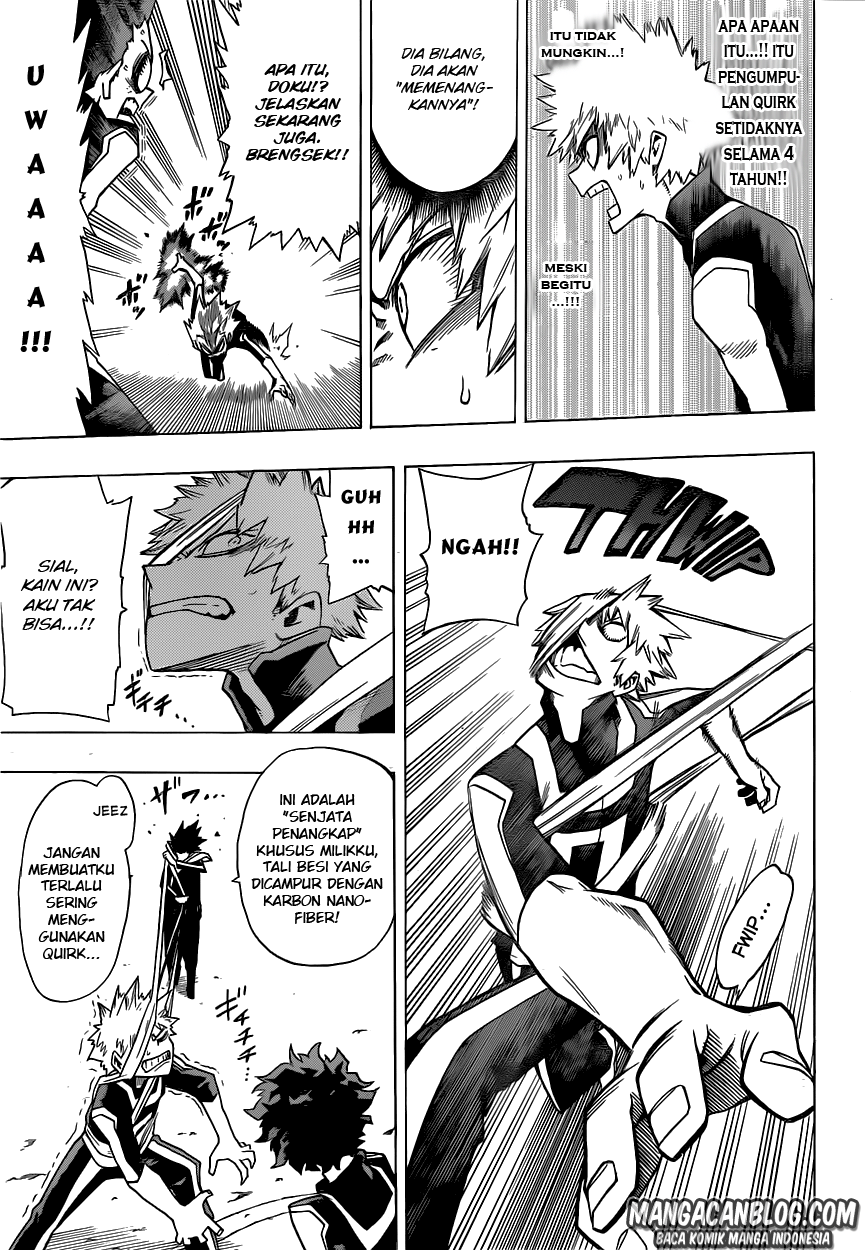 APA APAAN
ITU...!! ITU
PENGUMPU-
LAN QUIRK
SETIDAKNYA
SELAMA 4
TAHUN!!
ITU TIDAK
MUNGKIN...!
MESKI
BEGITU
...!!!
DIA BILANG,
DIA AKAN
"MEMENANG-
KANNYA"!
APA ITU,
DOKU!?
JELASKAN
SEKARANG
JUGA.
BRENGSEK!!
UWAAAA!!!
THWIP
NGAH!!
FWIP...
GUH
HH
...
SIAL,
KAIN INI?
AKU TAK
BISA...!!
INI ADALAH
"SENJATA
PENANGKAP"
KHUSUS MILIKKU,
TALI BESI YANG
DICAMPUR DENGAN
KARBON NANO-
FIBER!
JEEZ
JANGAN
MEMBUATKU
TERLALU
SERING
MENG-
GUNAKAN
QUIRK...
MANGACANBLOG.COM
BACA KOMIK MANGA INDONESIA